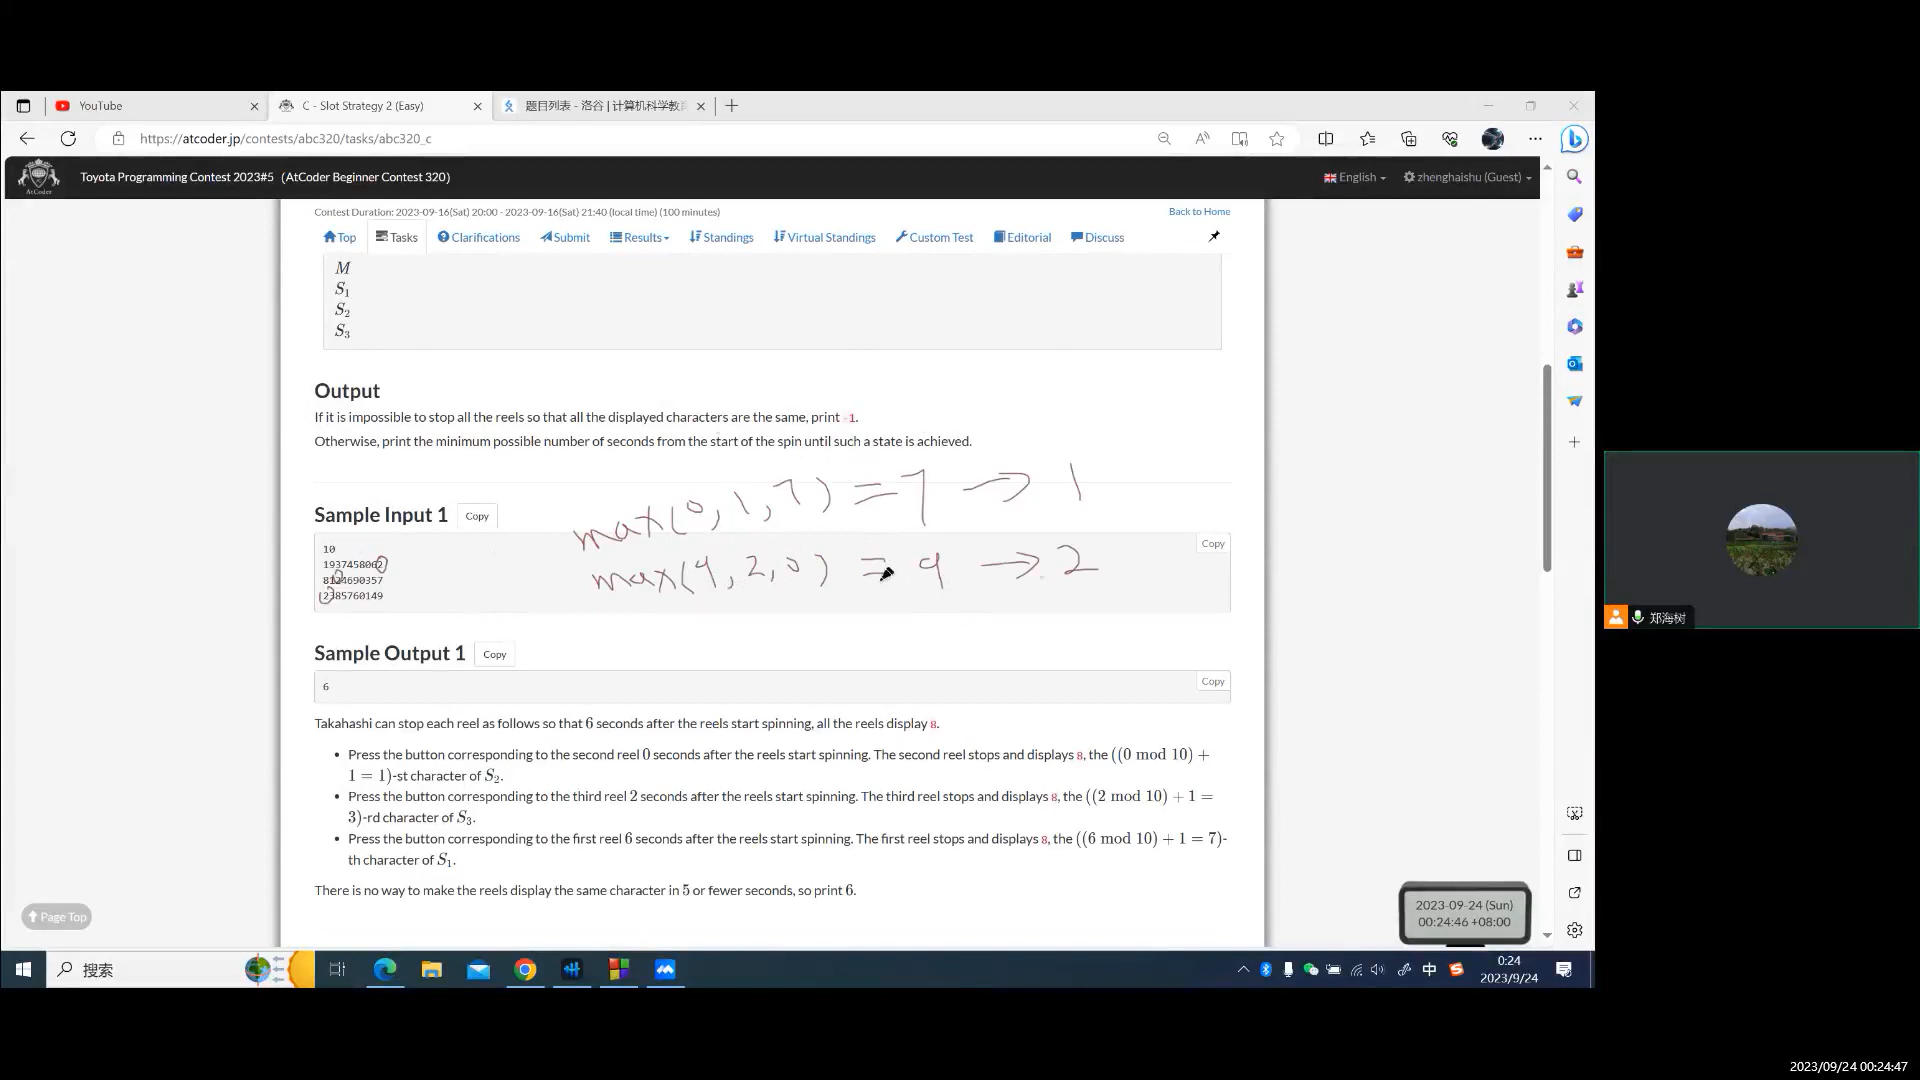 YouTube
C - Slot Strategy 2 (Easy)
题目列表 - 洛谷 | 计算机科学教
https://atcoder.jp/contests/abc320/tasks/abc320_c
AtCoder
Toyota Programming Contest 2023#5（AtCoder Beginner Contest 320）
English
zhenghaishu (Guest)
Contest Duration: 2023-09-16(Sat) 20:00 - 2023-09-16(Sat) 21:40 (local time) (100 minutes)
Back to Home
Top
Tasks
Clarifications
Submit
Results
Standings
Virtual Standings
Custom Test
Editorial
Discuss
M
S1
S2
S3
Output
If it is impossible to stop all the reels so that all the displayed characters are the same, print -1.
Otherwise, print the minimum possible number of seconds from the start of the spin until such a state is achieved.
max(0,1,7) = 7 → 1
Sample Input 1
Copy
Copy
max(9,2,0) = 9 → 2
10
1937458062
8124690357
2385760149
Sample Output 1
Copy
Copy
6
Takahashi can stop each reel as follows so that 6 seconds after the reels start spinning, all the reels display 8.
• Press the button corresponding to the second reel 0 seconds after the reels start spinning. The second reel stops and displays 8, the ((0 mod 10) +
1 = 1)-st character of S2.
• Press the button corresponding to the third reel 2 seconds after the reels start spinning. The third reel stops and displays 8, the ((2 mod 10) + 1 =
3)-rd character of S3.
• Press the button corresponding to the first reel 6 seconds after the reels start spinning. The first reel stops and displays 8, the ((6 mod 10) + 1 = 7)-
th character of S1.
There is no way to make the reels display the same character in 5 or fewer seconds, so print 6.
Page Top
2023-09-24 (Sun)
00:24:46 +08:00
郑海树
搜索
中
0:24
2023/9/24
2023/09/24 00:24:47